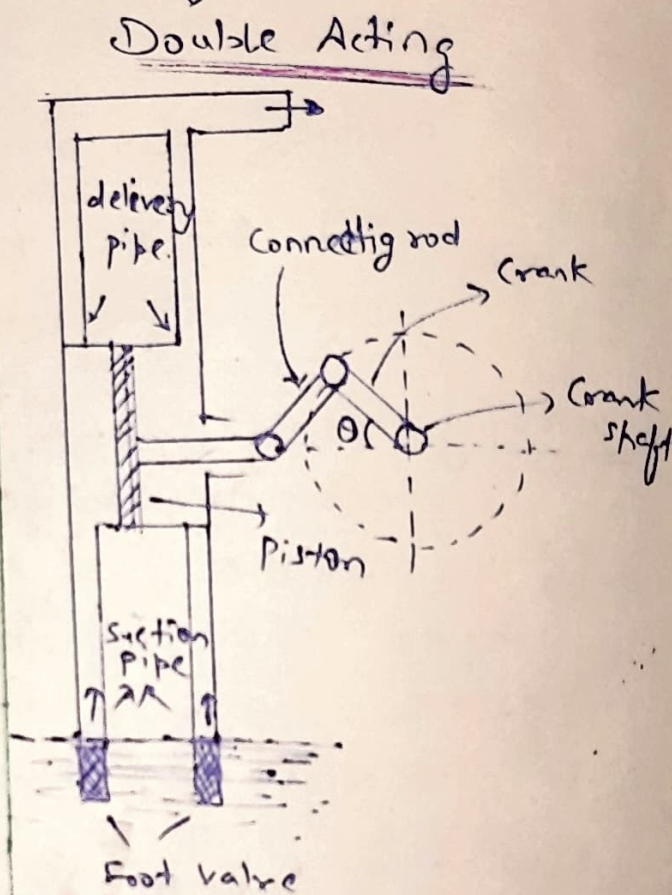 Double Acting
delivery
pipe.
Connectig rod
Crank
Crank
shaft
θ
Piston
Suction
Pipe
Foot valve